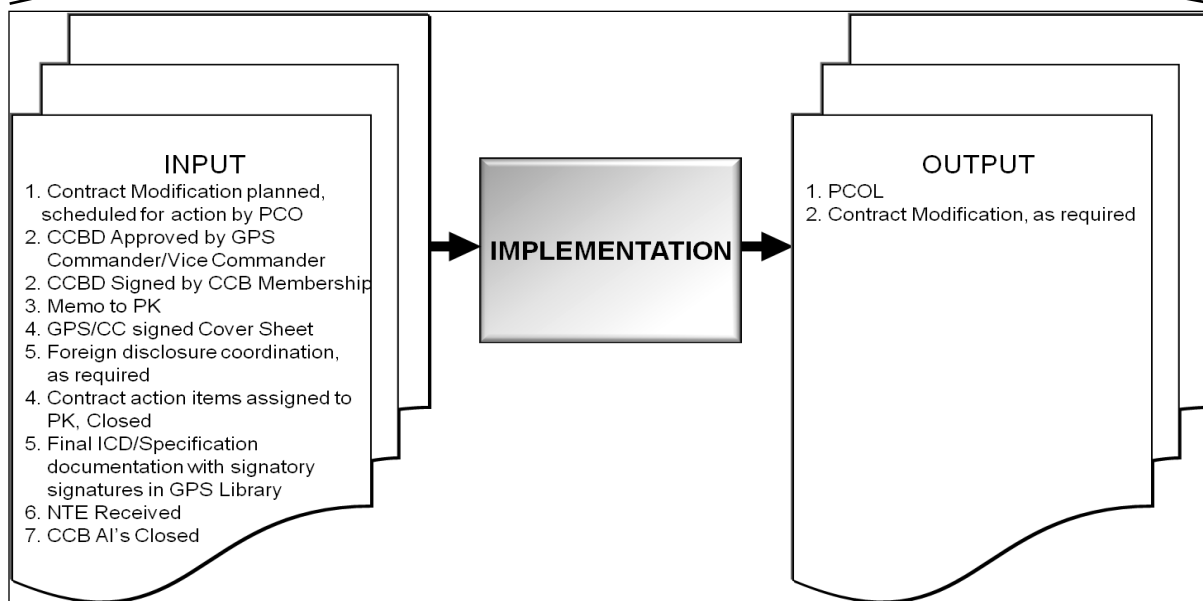 INPUT
1. Contract Modification planned,
scheduled for action by PCO
2. CCBD Approved by GPS
Commander/Vice Commander
2. CCBD Signed by CCB Membership
3. Memo to PK
4. GPS/CC signed Cover Sheet
5. Foreign disclosure coordination,
as required
4. Contract action items assigned to
PK, Closed
5. Final ICD/Specification
documentation with signatory
signatures in GPS Library
6. NTE Received
7. CCB AI's Closed
IMPLEMENTATION
OUTPUT
1. PCOL
2. Contract Modification, as required